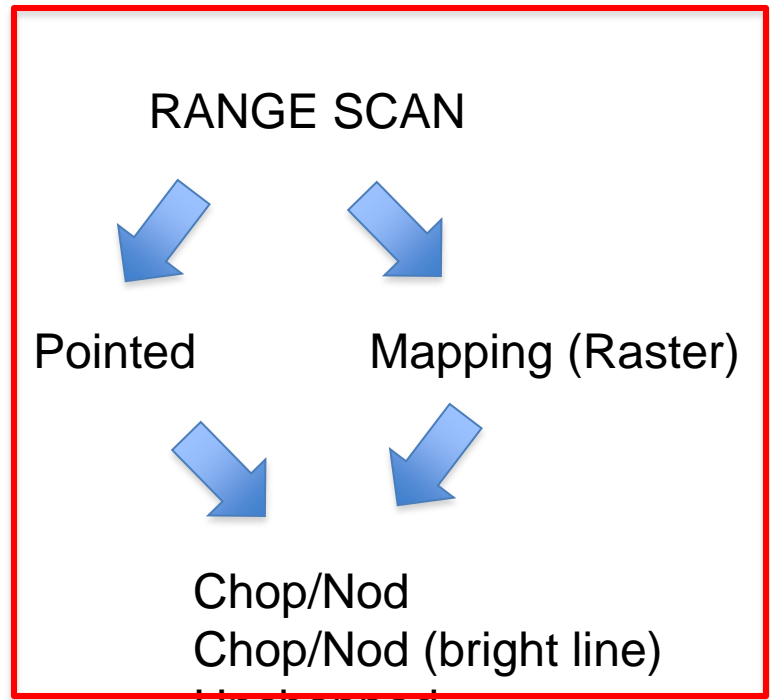 RANGE SCAN
Pointed
Mapping (Raster)
Chop/Nod
Chop/Nod (bright line)